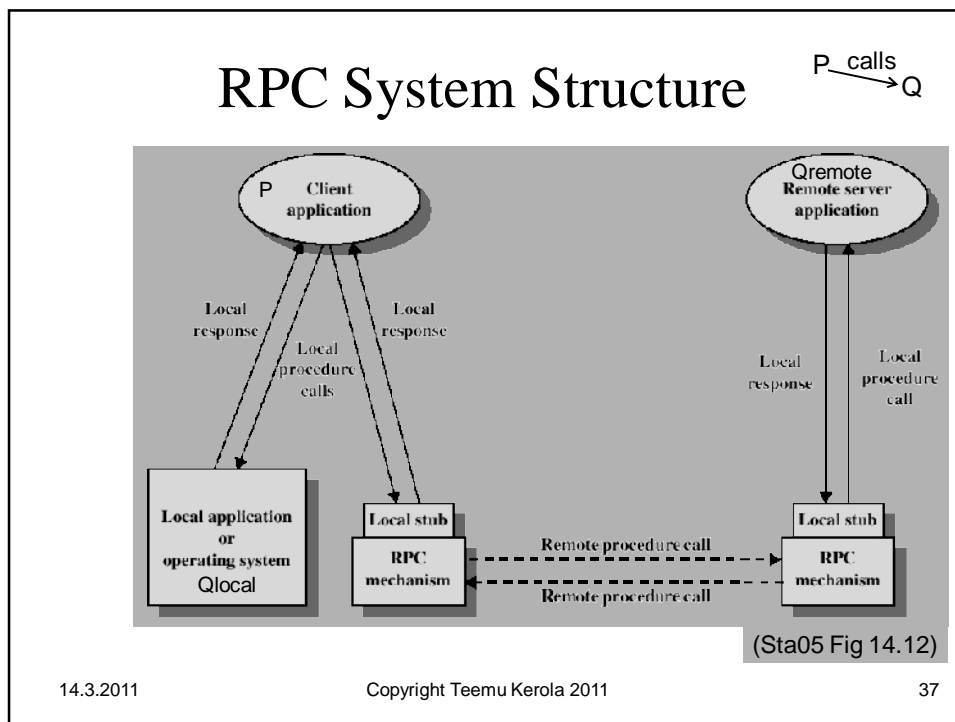 RPC System Structure
P calls Q
P
Client
application
Qremote
Remote server
application
Local
response
Local
procedure
calls
Local
response
Local
response
Local
procedure
call
Local application
or
operating system
Qlocal
Local stub
RPC
mechanism
Remote procedure call
Remote procedure call
Local stub
RPC
mechanism
(Sta05 Fig 14.12)
14.3.2011
Copyright Teemu Kerola 2011
37